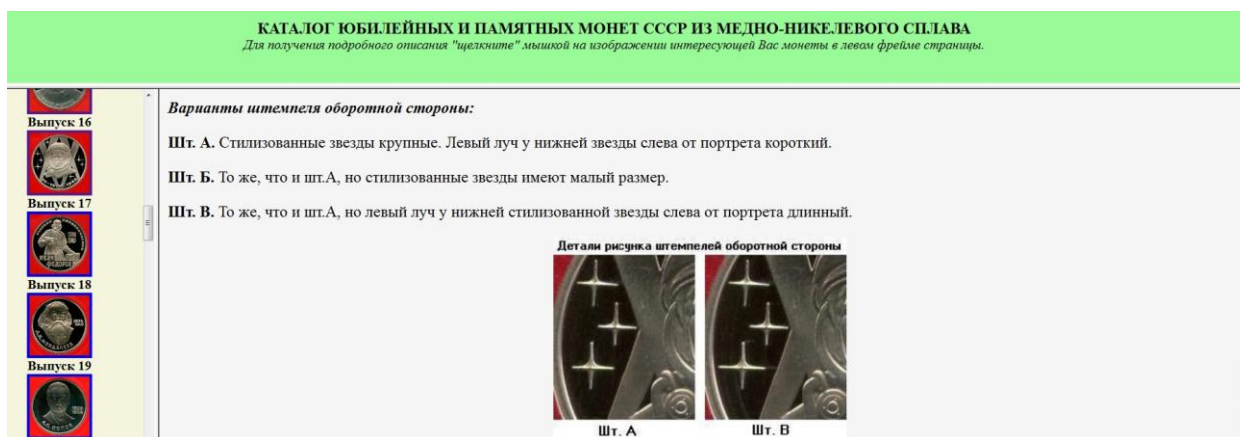 КАТАЛОГ ЮБИЛЕЙНЫХ И ПАМЯТНЫХ МОНЕТ СССР ИЗ МЕДНО-НИКЕЛЕВОГО СПЛАВА
Для получения подробного описания "щелкните" мышкой на изображении интересующей Вас монеты в левом фрейме страницы.
Выпуск 16
Выпуск 17
Выпуск 18
Выпуск 19
Варианты штемпеля оборотной стороны:
Шт. А. Стилизованные звезды крупные. Левый луч у нижней звезды слева от портрета короткий.
Шт. Б. То же, что и шт.А, но стилизованные звезды имеют малый размер.
Шт. В. То же, что и шт.А, но левый луч у нижней стилизованной звезды слева от портрета длинный.
Детали рисунка штемпелей оборотной стороны
Шт. А
Шт. В